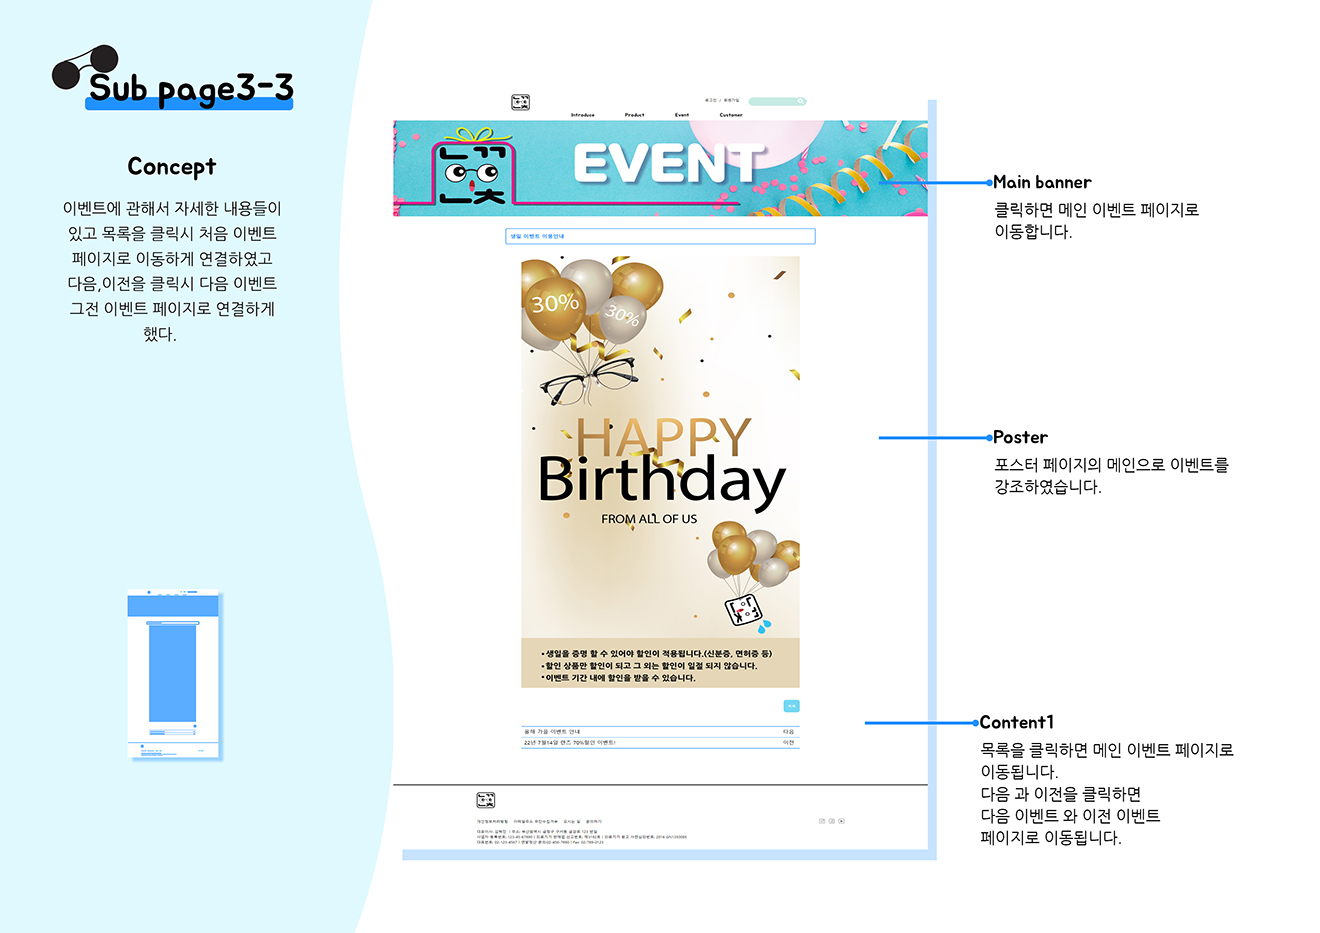 Sub page3-3
Concept
이벤트에 관해서 자세한 내용들이
있고 목록을 클릭시 처음 이벤트
페이지로 이동하게 연결하였고
다음,이전을 클릭시 다음 이벤트
그전 이벤트 페이지로 연결하게
했다.
로그인 / 회원가입
Introduce
Product
Event
Customer
EVENT
생일 이벤트 이용안내
30%
30%
HAPPY
Birthday
FROM ALL OF US
• 생일을 증명 할 수 있어야 할인이 적용됩니다.(신분증, 면허증 등)
• 할인 상품만 할인이 되고 그 외는 할인이 일절 되지 않습니다.
• 이벤트 기간 내에 할인을 받을 수 있습니다.
올해 가을 이벤트 안내 다음
22년 7월14일 렌즈 70%할인 이벤트! 이전
Main banner
클릭하면 메인 이벤트 페이지로
이동합니다.
Poster
포스터 페이지의 메인으로 이벤트를
강조하였습니다.
Content1
목록을 클릭하면 메인 이벤트 페이지로
이동됩니다.
다음 과 이전을 클릭하면
다음 이벤트 와 이전 이벤트
페이지로 이동됩니다.